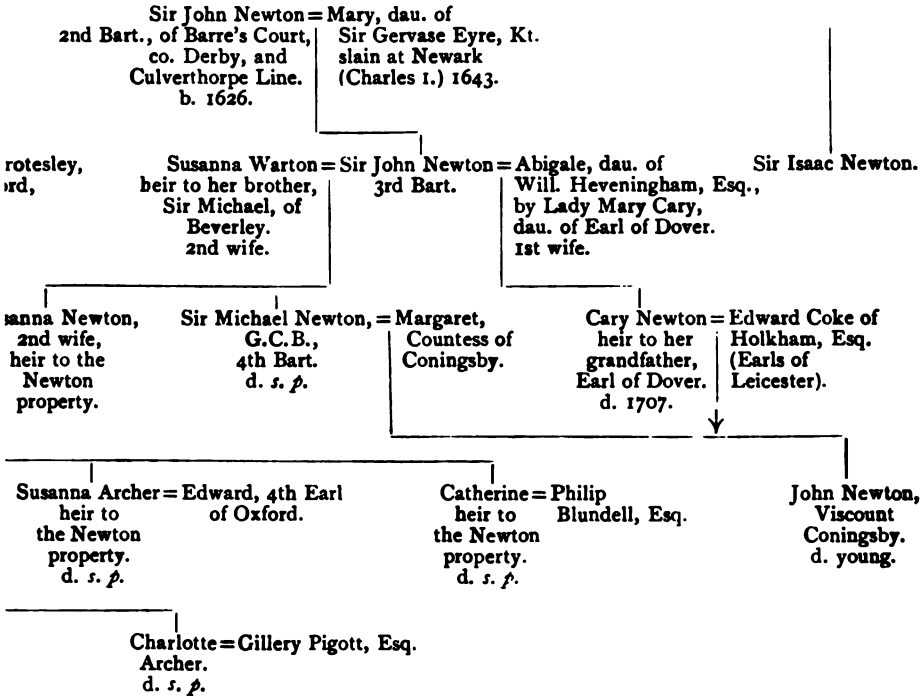 Sir John Newton = Mary, dau. of
2nd Bart., of Barre's Court, Sir Gervase Eyre, Kt.
co. Derby, and slain at Newark
Culverthorpe Line. (Charles I.) 1643.
b. 1626.
rotesley, Susanna Warton = Sir John Newton = Abigale, dau. of Sir Isaac Newton.
heir to her brother, 3rd Bart. Will. Heveningham, Esq.,
Sir Michael, of by Lady Mary Cary,
Beverley. dau. of Earl of Dover.
2nd wife. 1st wife.
anna Newton, Sir Michael Newton, = Margaret, Cary Newton = Edward Coke of
2nd wife, G.C.B., Countess of heir to her Holkham, Esq.
heir to the 4th Bart. Coningsby. grandfather, (Earls of
Newton d. s. p. Earl of Dover. Leicester).
property. d. 1707.
Susanna Archer = Edward, 4th Earl Catherine = Philip John Newton,
heir to of Oxford. heir to Blundell, Esq. Viscount
the Newton the Newton Coningsby.
property. property. d. young.
d. s. p. d. s. p.
Charlotte = Gillery Pigott, Esq.
Archer.
d. s. p.